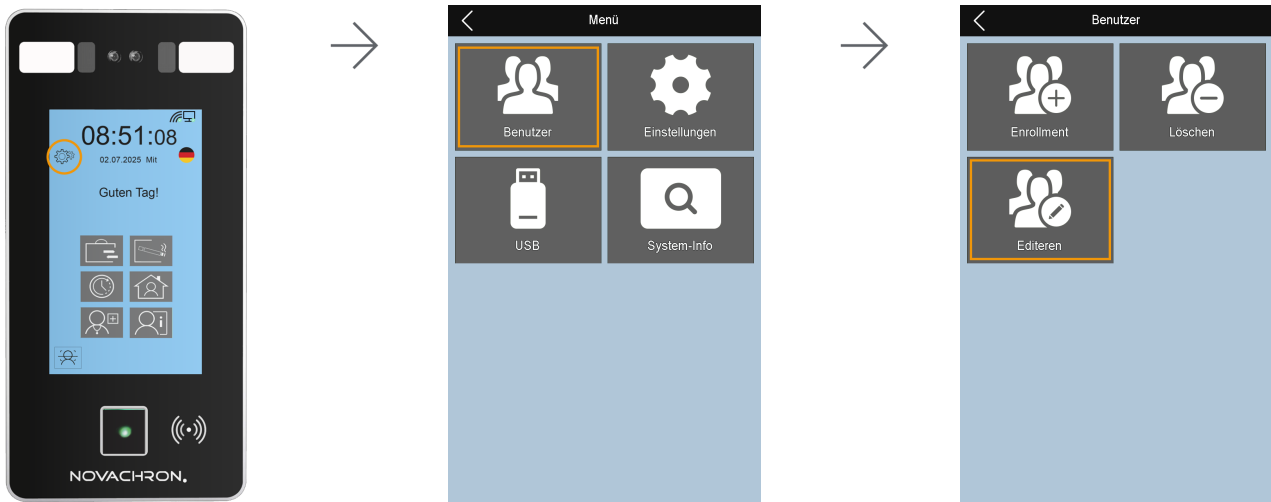 08:51:08
02.07.2025 Mit
Guten Tag!
NOVACHRON.
Menü
Benutzer
Einstellungen
USB
System-Info
Benutzer
Enrollment
Löschen
Editeren